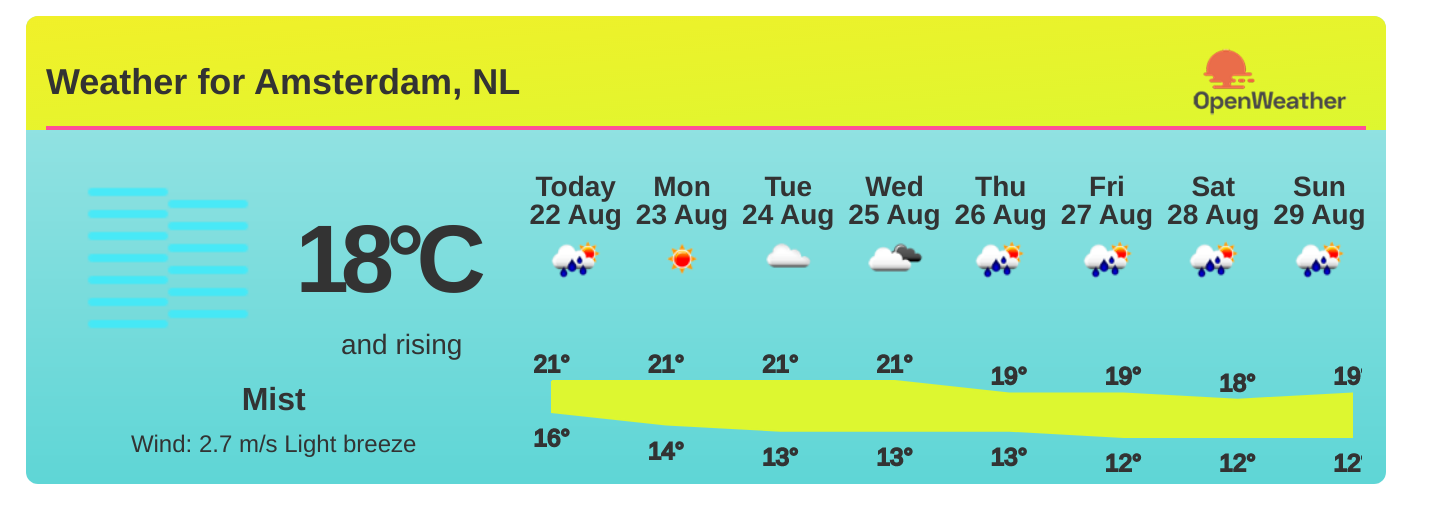 Weather for Amsterdam, NL
OpenWeather
18°C
and rising
Mist
Wind: 2.7 m/s Light breeze
Today Mon Tue Wed Thu Fri Sat Sun
22 Aug 23 Aug 24 Aug 25 Aug 26 Aug 27 Aug 28 Aug 29 Aug
21° 21° 21° 21° 19° 19° 18° 19°
16° 14° 13° 13° 13° 12° 12° 12°